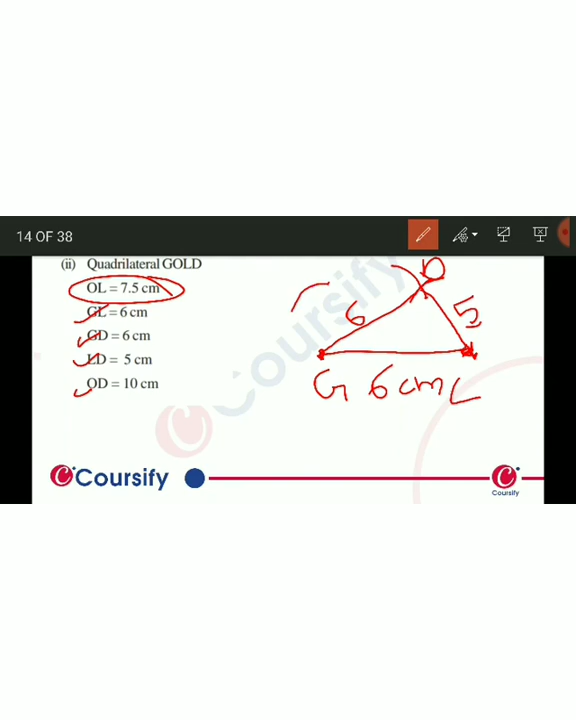 14 OF 38
(ii) Quadrilateral GOLD
OL = 7.5 cm
GL = 6 cm
GD = 6 cm
LD = 5 cm
OD = 10 cm
D
6
5
G 6 cm L
Coursify
Coursify
Coursify